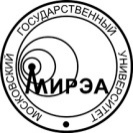 МОСКОВСКИЙ ГОСУДАРСТВЕННЫЙ УНИВЕРСИТЕТ
МИРЭА